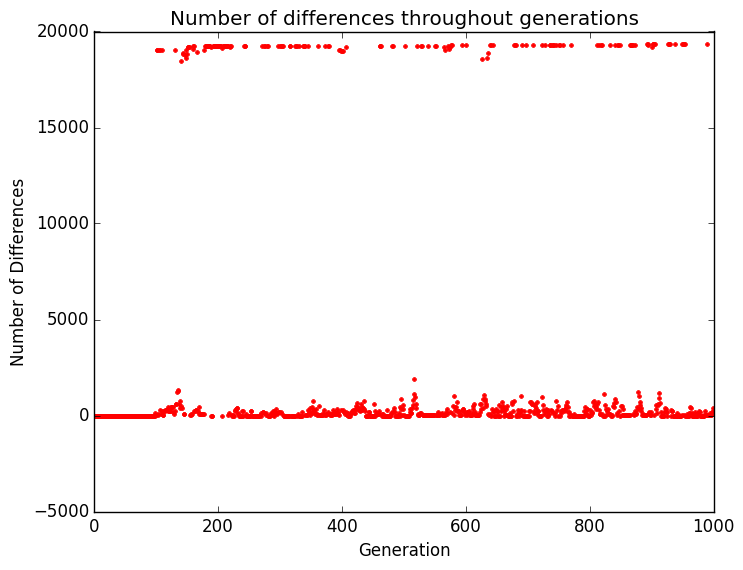 Number of differences throughout generations
20000
15000
10000
5000
0
−5000
Number of Differences
0 200 400 600 800 1000
Generation